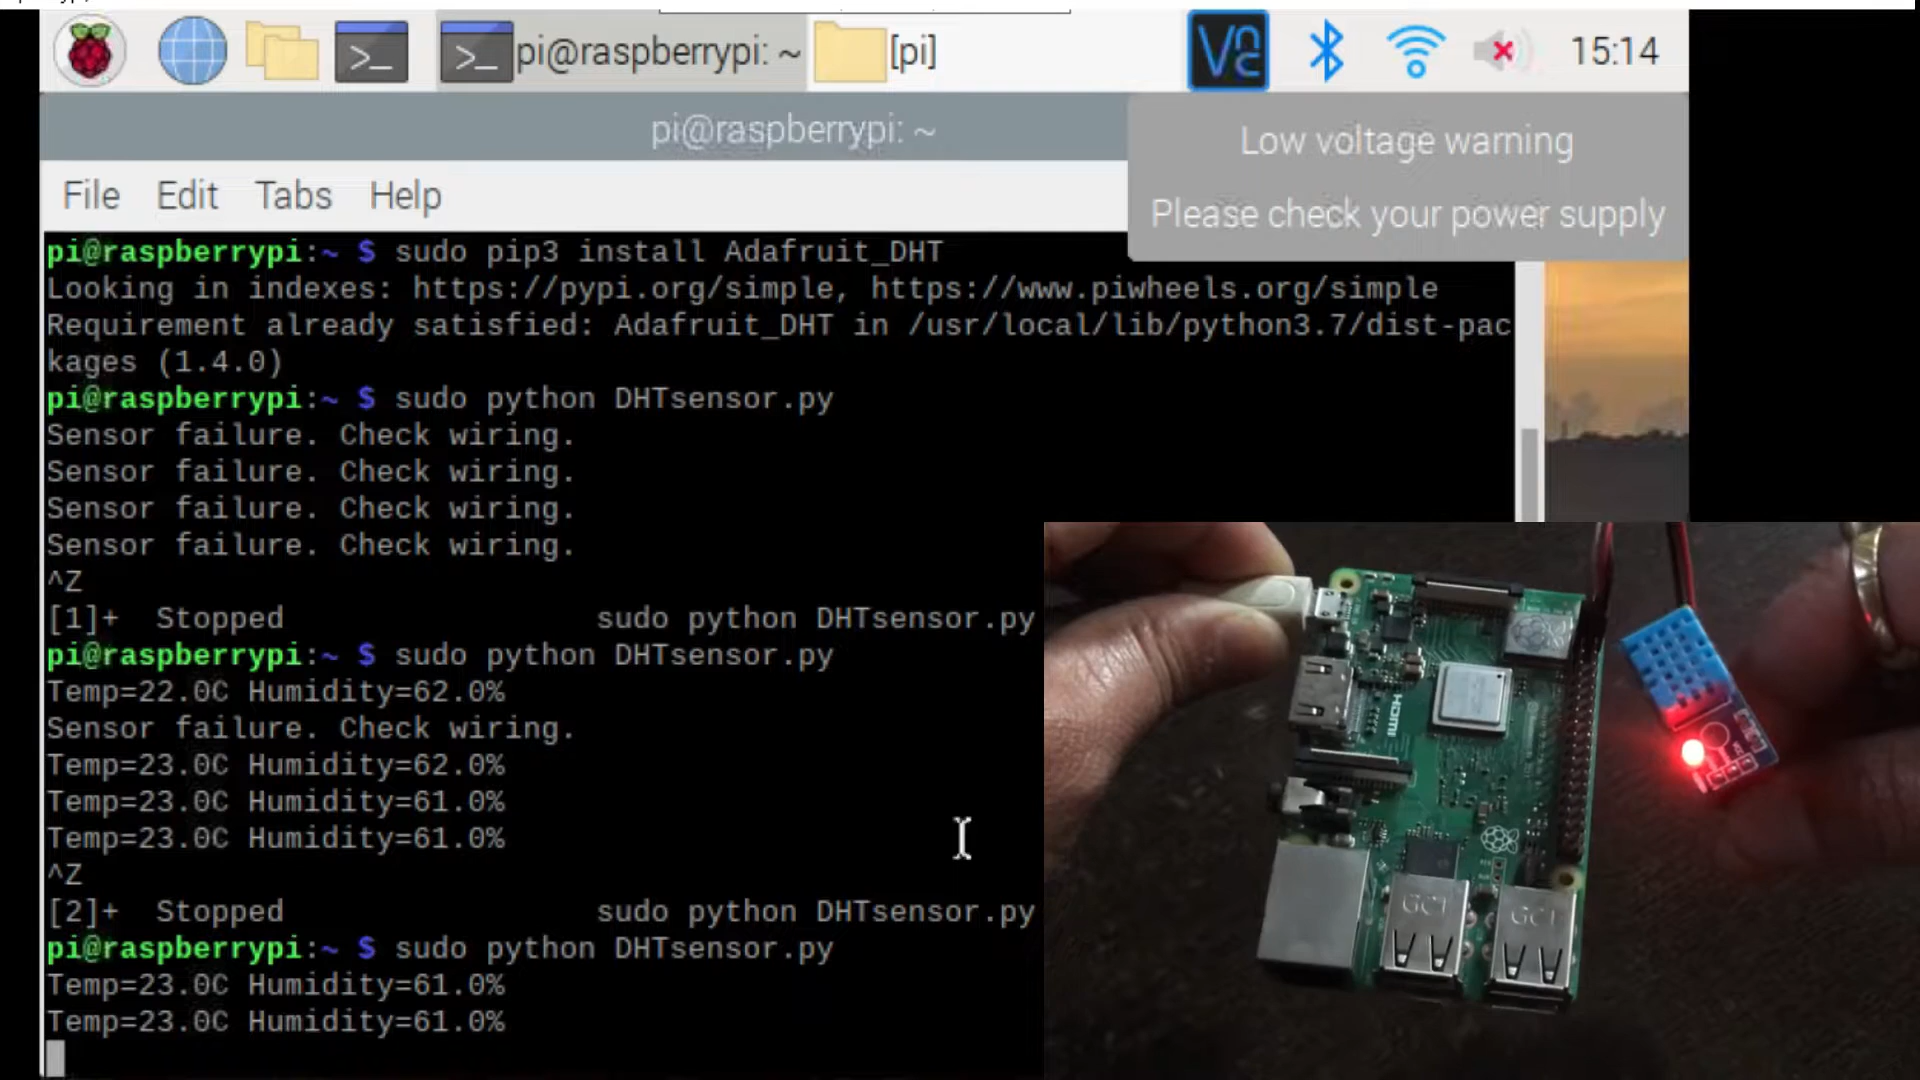 pi@raspberrypi: ~
[pi]
15:14
pi@raspberrypi: ~
Low voltage warning
Please check your power supply
File Edit Tabs Help
pi@raspberrypi:~ $ sudo pip3 install Adafruit_DHT
Looking in indexes: https://pypi.org/simple, https://www.piwheels.org/simple
Requirement already satisfied: Adafruit_DHT in /usr/local/lib/python3.7/dist-pac
kages (1.4.0)
pi@raspberrypi:~ $ sudo python DHTsensor.py
Sensor failure. Check wiring.
Sensor failure. Check wiring.
Sensor failure. Check wiring.
Sensor failure. Check wiring.
^Z
[1]+  Stopped                 sudo python DHTsensor.py
pi@raspberrypi:~ $ sudo python DHTsensor.py
Temp=22.0C Humidity=62.0%
Sensor failure. Check wiring.
Temp=23.0C Humidity=62.0%
Temp=23.0C Humidity=61.0%
Temp=23.0C Humidity=61.0%
^Z
[2]+  Stopped                 sudo python DHTsensor.py
pi@raspberrypi:~ $ sudo python DHTsensor.py
Temp=23.0C Humidity=61.0%
Temp=23.0C Humidity=61.0%
HDMI
GCT
GCT